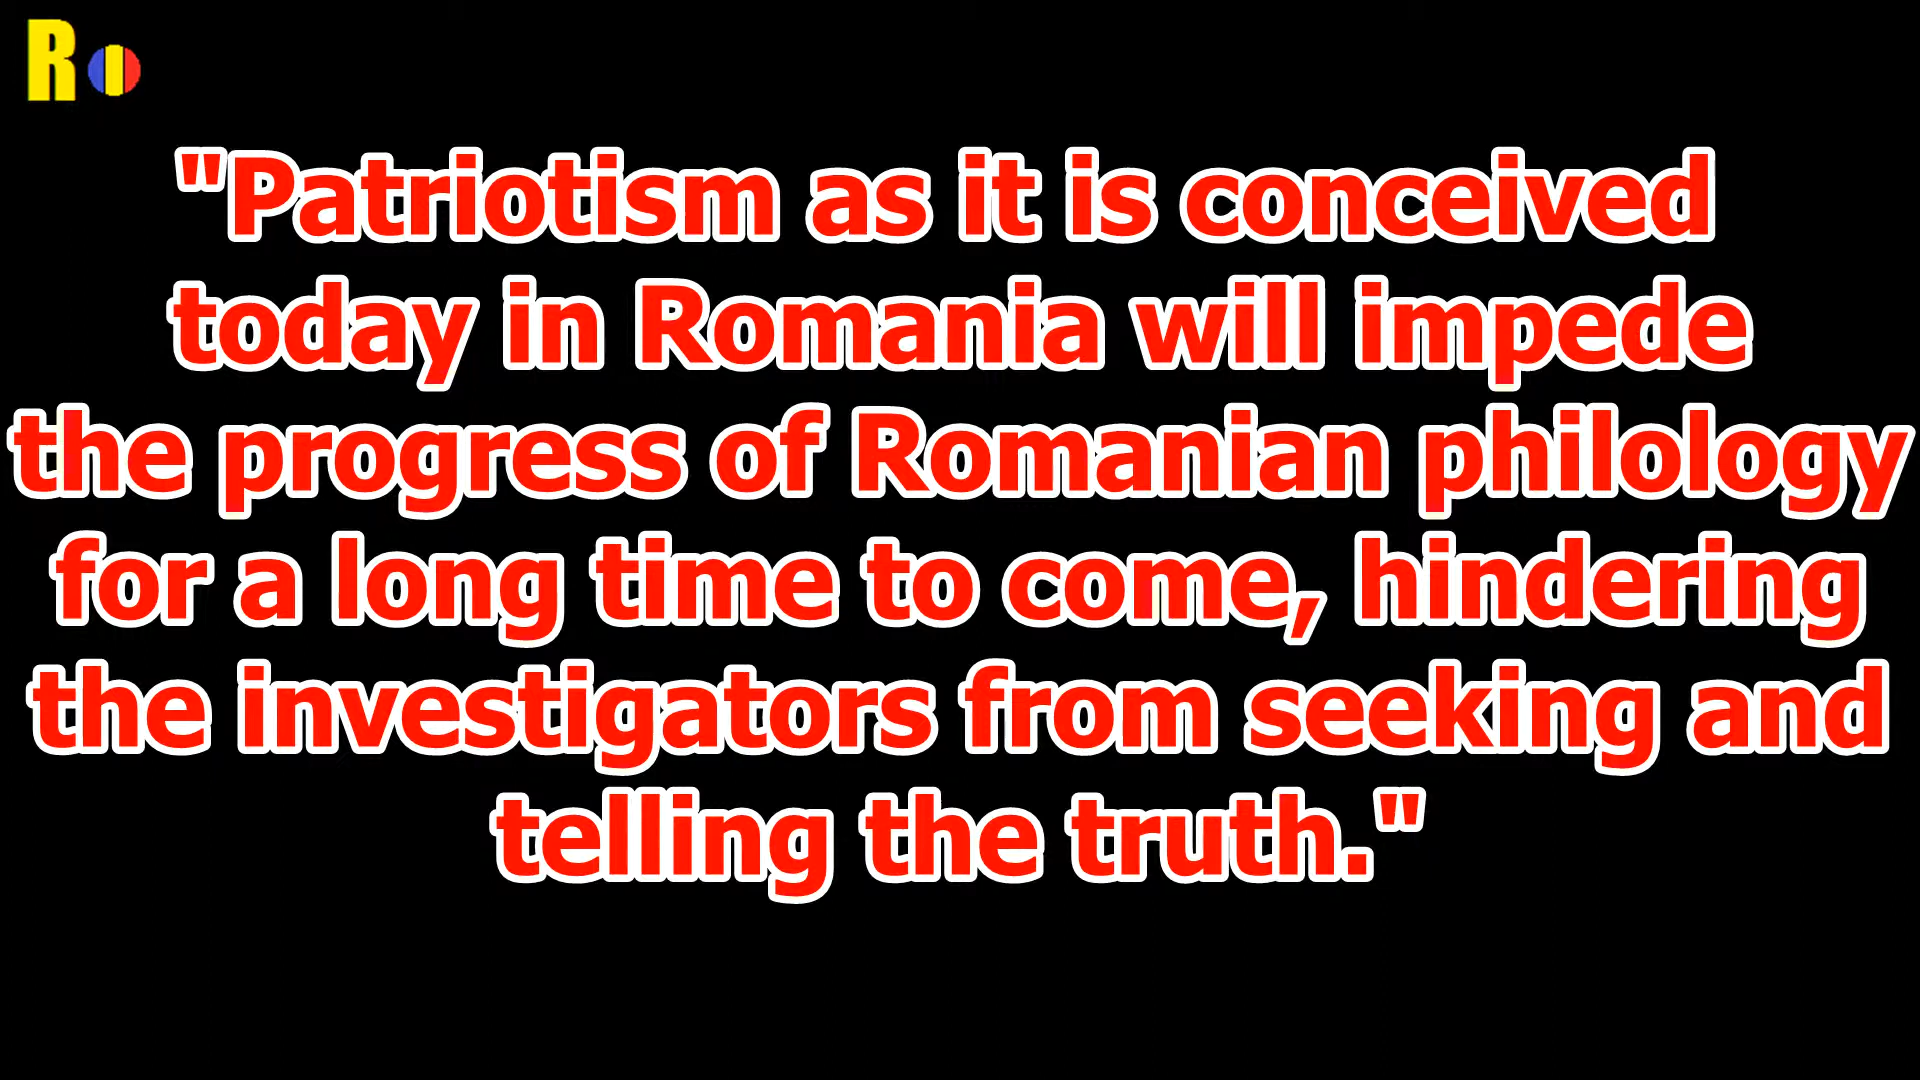 R
"Patriotism as it is conceived
today in Romania will impede
the progress of Romanian philology
for a long time to come, hindering
the investigators from seeking and
telling the truth."